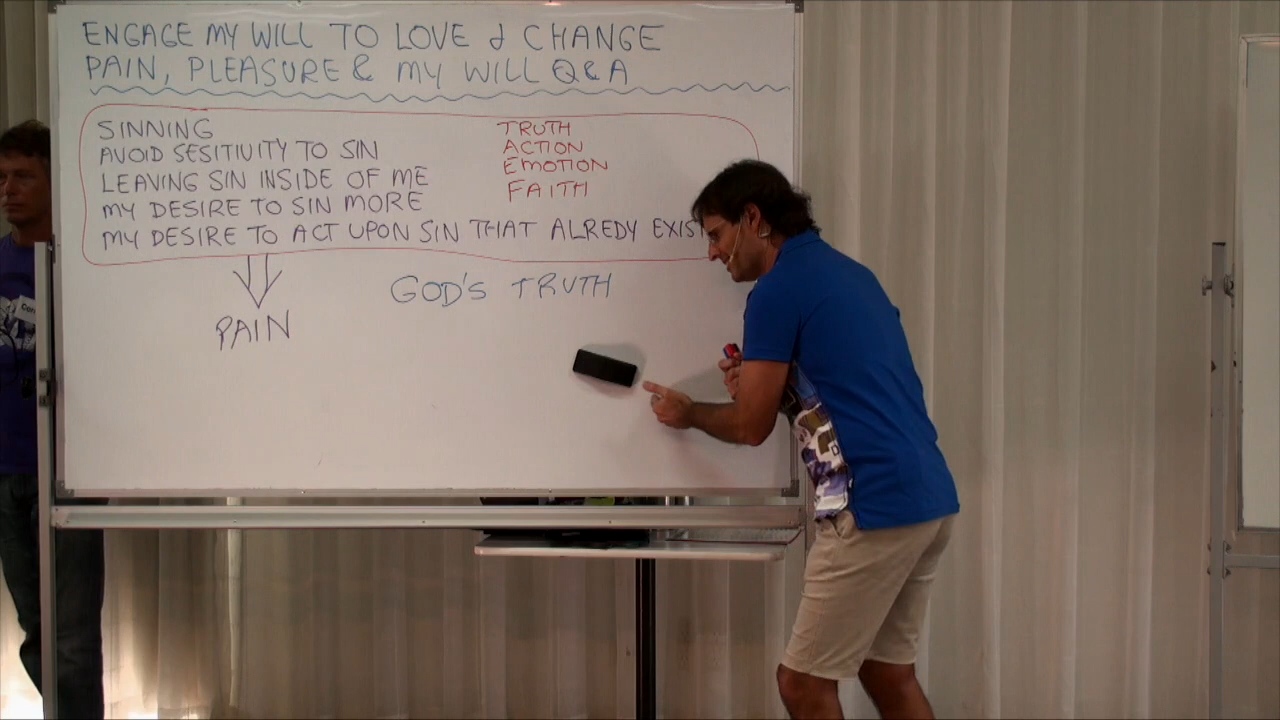 ENGAGE MY WILL TO LOVE & CHANGE
PAIN, PLEASURE & MY WILL Q&A
SINNING
AVOID SESITIVITY TO SIN
LEAVING SIN INSIDE OF ME
MY DESIRE TO SIN MORE
MY DESIRE TO ACT UPON SIN THAT ALREDY EXIST
TRUTH
ACTION
EMOTION
FAITH
GOD'S TRUTH
PAIN